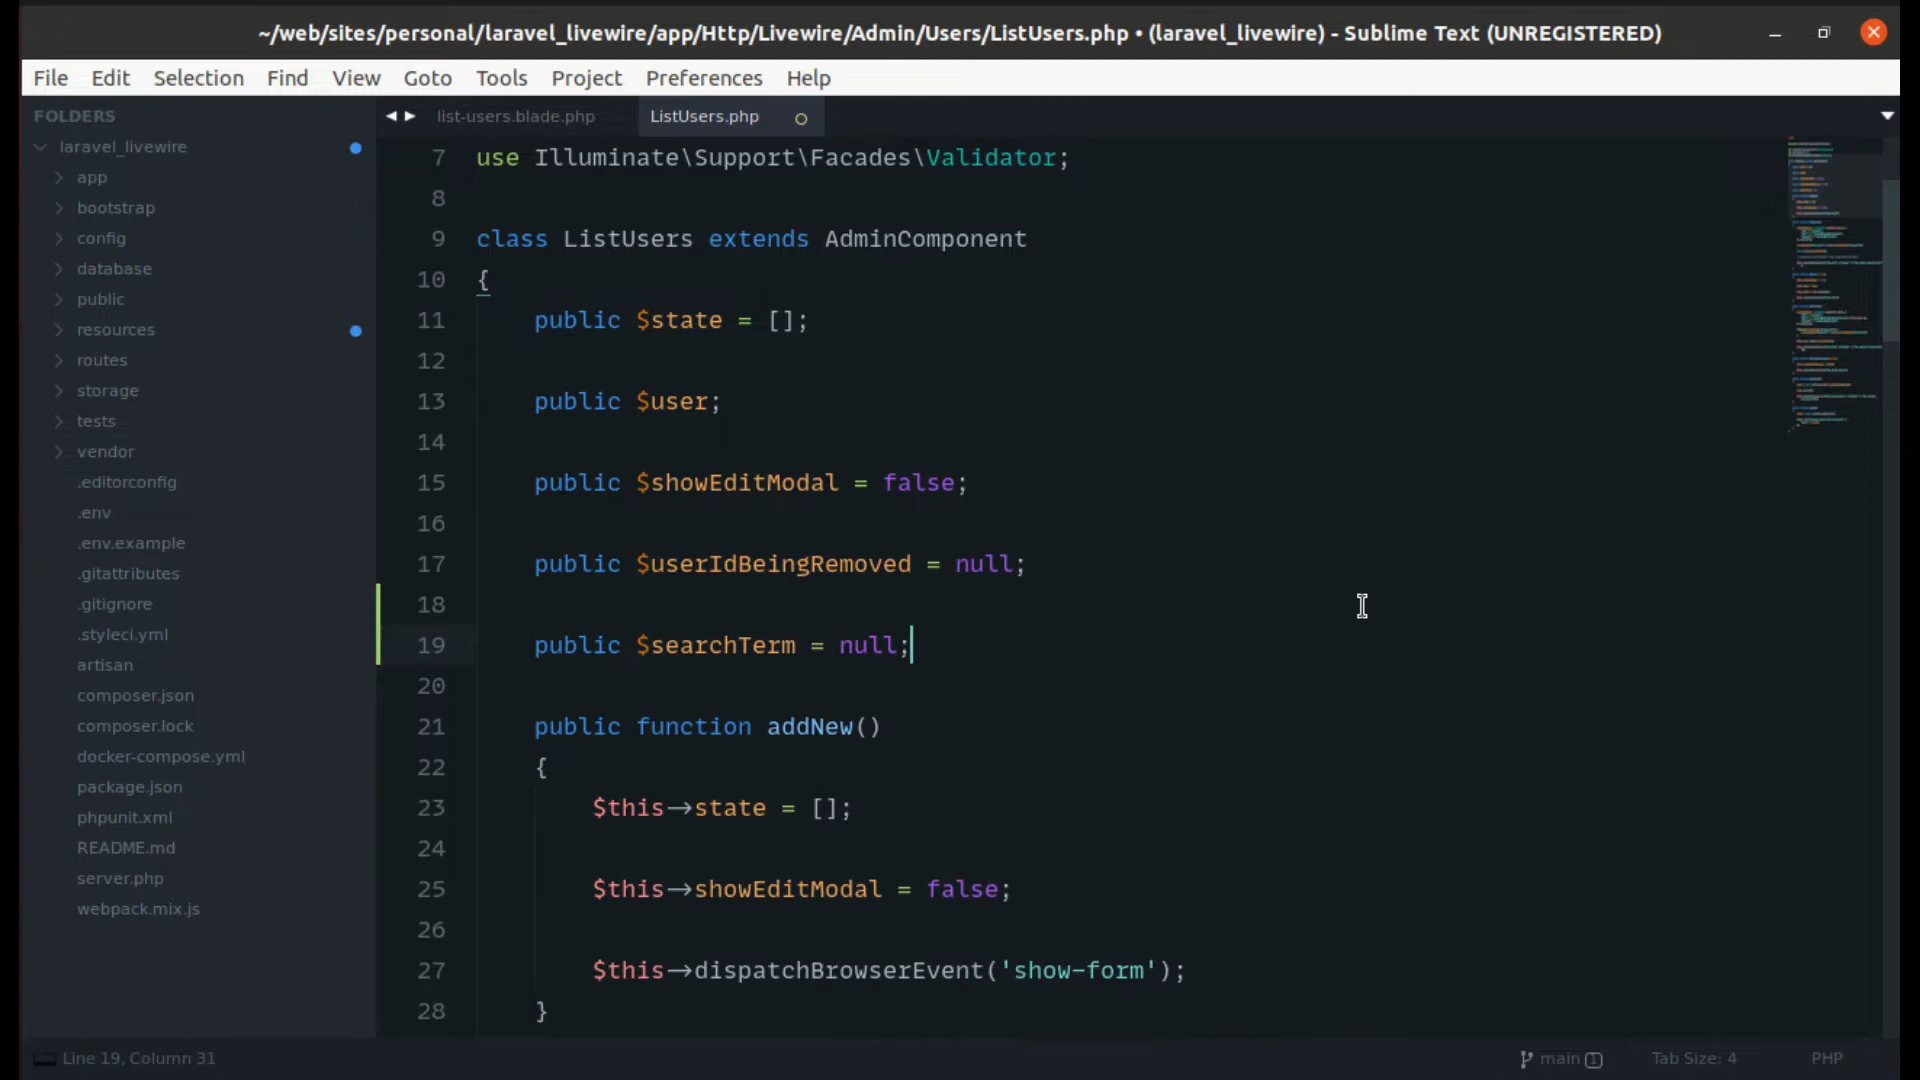 ~/web/sites/personal/laravel_livewire/app/Http/Livewire/Admin/Users/ListUsers.php • (laravel_livewire) - Sublime Text (UNREGISTERED)
File Edit Selection Find View Goto Tools Project Preferences Help
FOLDERS
laravel_livewire
app
bootstrap
config
database
public
resources
routes
storage
tests
vendor
.editorconfig
.env
.env.example
.gitattributes
.gitignore
.styleci.yml
artisan
composer.json
composer.lock
docker-compose.yml
package.json
phpunit.xml
README.md
server.php
webpack.mix.js
list-users.blade.php ListUsers.php
7 use Illuminate\Support\Facades\Validator;
8
9 class ListUsers extends AdminComponent
10 {
11 public $state = [];
12
13 public $user;
14
15 public $showEditModal = false;
16
17 public $userIdBeingRemoved = null;
18
19 public $searchTerm = null;
20
21 public function addNew()
22 {
23 $this->state = [];
24
25 $this->showEditModal = false;
26
27 $this->dispatchBrowserEvent('show-form');
28 }
Line 19, Column 31 main 1 Tab Size: 4 PHP